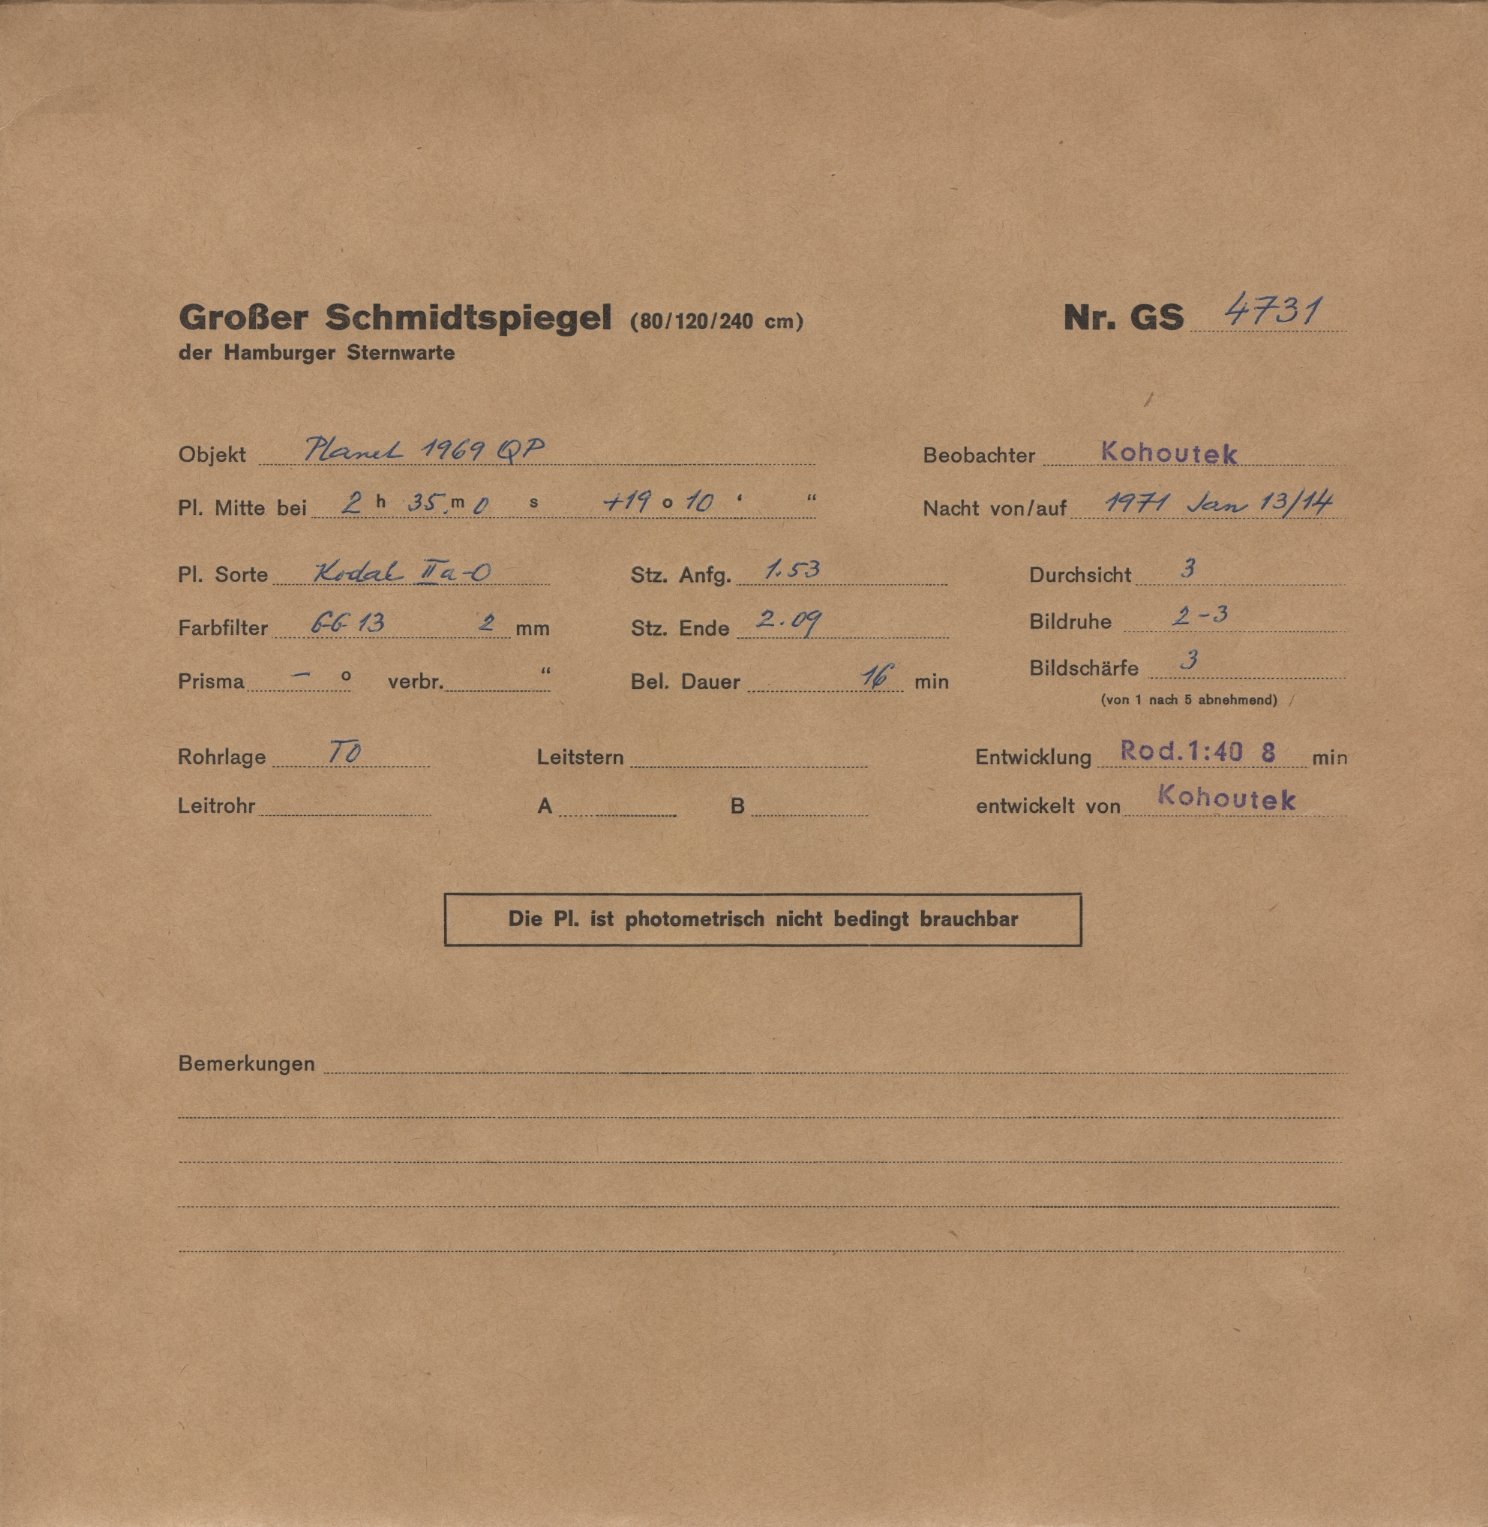 Großer Schmidtspiegel (80/120/240 cm) Nr. GS 4731
der Hamburger Sternwarte
Objekt Planet 1969 QP Beobachter Kohoutek
Pl. Mitte bei 2 h 35. m 0 s +19 o 10 ‘ “ Nacht von/auf 1971 Jan 13/14
Pl. Sorte Kodak IIa-O Stz. Anfg. 1.53 Durchsicht 3
Farbfilter GG 13 2 mm Stz. Ende 2.09 Bildruhe 2-3
Prisma – o verbr. “ Bel. Dauer 16 min Bildschärfe 3
(von 1 nach 5 abnehmend)
Rohrlage TO Leitstern Entwicklung Rod.1:40 8 min
Leitrohr A B entwickelt von Kohoutek
Die Pl. ist photometrisch nicht bedingt brauchbar
Bemerkungen